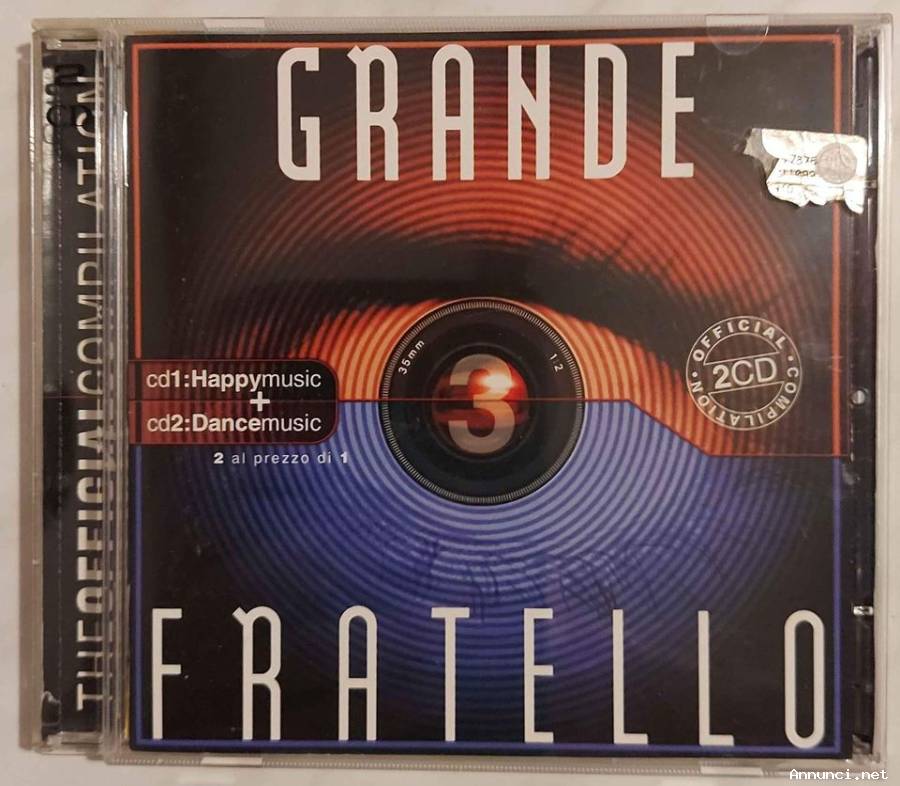 GRANDE
THEOFFICIALCOMPILATION
OFFICIAL
2CD
COMPILATION
35mm
1:2
3
cd1:Happymusic
+
cd2:Dancemusic
2 al prezzo di 1
FRATELLO
Annunci.net